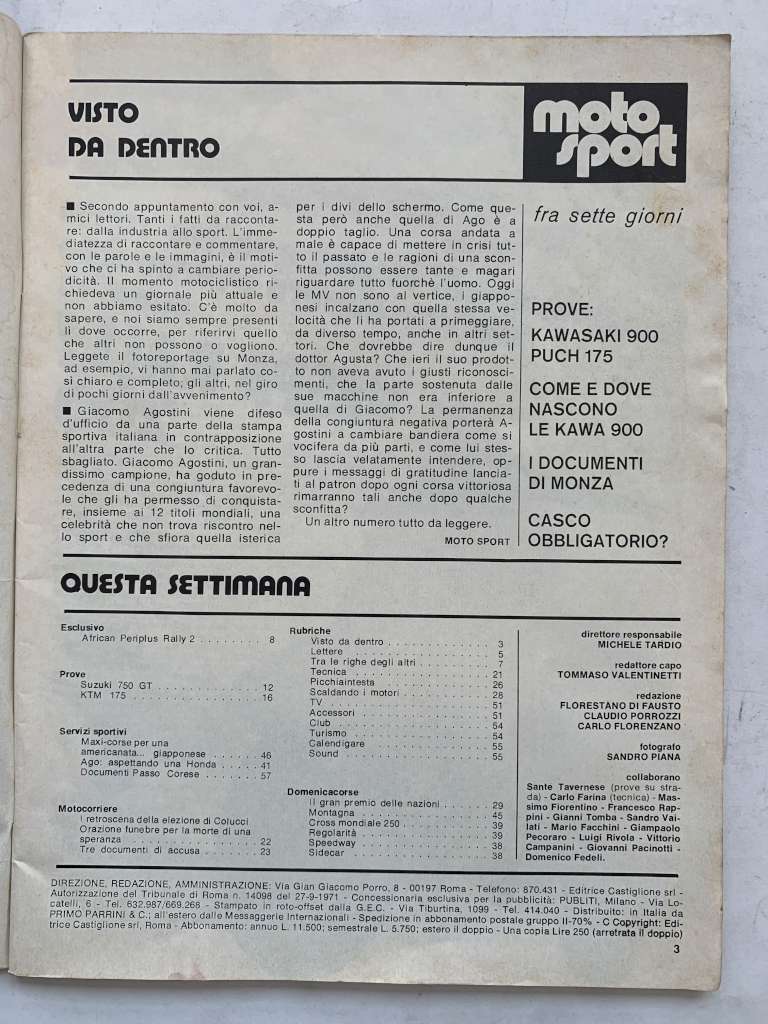 VISTO
DA DENTRO
moto
sport
■ Secondo appuntamento con voi, a-
mici lettori. Tanti i fatti da racconta-
re: dalla industria allo sport. L'imme-
diatezza di raccontare e commentare,
con le parole e le immagini, è il moti-
vo che ci ha spinto a cambiare perio-
dicità. Il momento motociclistico ri-
chiedeva un giornale più attuale e
non abbiamo esitato. C'è molto da
sapere, e noi siamo sempre presenti
lì dove occorre, per riferirvi quello
che altri non possono o vogliono.
Leggete il fotoreportage su Monza,
ad esempio, vi hanno mai parlato co-
sì chiaro e completo, gli altri, nel giro
di pochi giorni dall'avvenimento?
■ Giacomo Agostini viene difeso
d'ufficio da una parte della stampa
sportiva italiana in contrapposizione
all'altra parte che lo critica. Tutto
sbagliato. Giacomo Agostini, un gran-
dissimo campione, ha goduto in pre-
cedenza di una congiuntura favorevo-
le che gli ha permesso di conquista-
re, insieme ai 12 titoli mondiali, una
celebrità che non trova riscontro nel-
lo sport e che sfiora quella isterica
per i divi dello schermo. Come que-
sta però anche quella di Ago è a
doppio taglio. Una corsa andata a
male è capace di mettere in crisi tut-
to il passato e le ragioni di una scon-
fitta possono essere tante e magari
riguardare tutto fuorchè l'uomo. Oggi
le MV non sono al vertice, i giappo-
nesi incalzano con quella stessa ve-
locità che li ha portati a primeggiare,
da diverso tempo, anche in altri set-
tori. Che dovrebbe dire dunque il
dottor Agusta? Che ieri il suo prodot-
to non aveva avuto i giusti riconosci-
menti, che la parte sostenuta dalle
sue macchine non era inferiore a
quella di Giacomo? La permanenza
della congiuntura negativa porterà A-
gostini a cambiare bandiera come si
vocifera da più parti, e come lui stes-
so lascia velatamente intendere, op-
pure i messaggi di gratitudine lancia-
ti al patron dopo ogni corsa vittoriosa
rimarranno tali anche dopo qualche
sconfitta?
Un altro numero tutto da leggere.
MOTO SPORT
fra sette giorni
PROVE:
KAWASAKI 900
PUCH 175
COME E DOVE
NASCONO
LE KAWA 900
I DOCUMENTI
DI MONZA
CASCO
OBBLIGATORIO?
QUESTA SETTIMANA
Esclusivo
African Periplus Rally 2 . . . . . . . . 8
Prove
Suzuki 750 GT . . . . . . . . . . . . . 12
KTM 175 . . . . . . . . . . . . . . . . 16
Servizi sportivi
Maxi-corse per una
americanata... giapponese . . . . . . . 46
Ago: aspettando una Honda . . . . . 41
Documenti Passo Corese . . . . . . . 57
Motocorriere
I retroscena della elezione di Colucci
Orazione funebre per la morte di una
speranza . . . . . . . . . . . . . . . . 22
Tre documenti di accusa . . . . . . . 23
Rubriche
Visto da dentro . . . . . . . . . . . . . 3
Lettere . . . . . . . . . . . . . . . . . 5
Tra le righe degli altri . . . . . . . . . 7
Tecnica . . . . . . . . . . . . . . . . . 21
Picchiaintesta . . . . . . . . . . . . . 26
Scaldando i motori . . . . . . . . . . . 28
TV . . . . . . . . . . . . . . . . . . . 51
Accessori . . . . . . . . . . . . . . . . 51
Club . . . . . . . . . . . . . . . . . . 54
Turismo . . . . . . . . . . . . . . . . . 54
Calendigare . . . . . . . . . . . . . . 55
Sound . . . . . . . . . . . . . . . . . . 55
Domenicacorse
Il gran premio delle nazioni . . . . . . 29
Montagna . . . . . . . . . . . . . . . . 45
Cross mondiale 250 . . . . . . . . . . 39
Regolarità . . . . . . . . . . . . . . . 39
Speedway . . . . . . . . . . . . . . . . 38
Sidecar . . . . . . . . . . . . . . . . . 38
direttore responsabile
MICHELE TARDIO
redattore capo
TOMMASO VALENTINETTI
redazione
FLORESTANO DI FAUSTO
CLAUDIO PORROZZI
CARLO FLORENZANO
fotografo
SANDRO PIANA
collaborano
Sante Tavernese (prove su stra-
da) - Carlo Farina (tecnica) - Mas-
simo Fiorentino - Francesco Rap-
pini - Gianni Tomba - Sandro Vai-
lati - Mario Facchini - Giampaolo
Pecoraro - Luigi Rivola - Vittorio
Campanini - Giovanni Pacinotti -
Domenico Fedeli.
DIREZIONE, REDAZIONE, AMMINISTRAZIONE: Via Gian Giacomo Porro, 8 - 00197 Roma - Telefono: 870.431 - Editrice Castiglione srl -
Autorizzazione del Tribunale di Roma n. 14098 del 27-9-1971 - Concessionaria esclusiva per la pubblicità: PUBLITI, Milano - Via Lo-
catelli, 6 - Tel. 632.987/669.268 - Stampato in roto-offset dalla G.E.C. - Via Tiburtina, 1099 - Tel. 414.040 - Distribuito: in Italia da
PRIMO PARRINI & C.; all'estero dalle Messaggerie Internazionali - Spedizione in abbonamento postale gruppo II-70% - C Copyright: Edi-
trice Castiglione srl, Roma - Abbonamento: annuo L. 11.500; semestrale L. 5.750; estero il doppio - Una copia Lire 250 (arretrata il doppio)
3